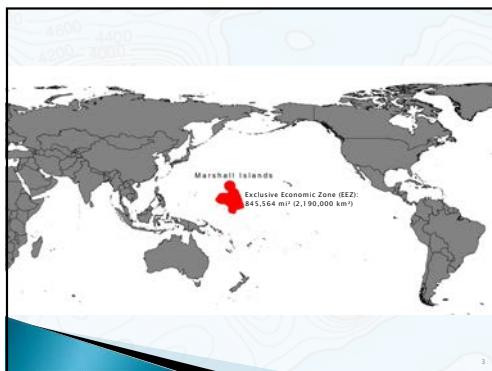 Marshall Islands
Exclusive Economic Zone (EEZ):
845,564 mi² (2,190,000 km²)
3